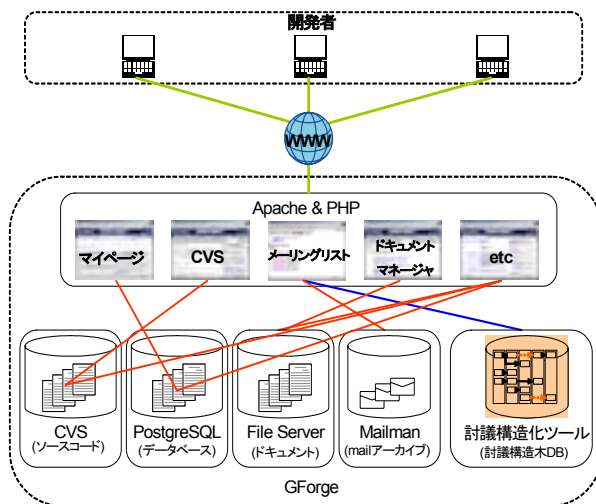 開発者
WWW
Apache & PHP
マイページ
CVS
メーリングリスト
ドキュメント
マネージャ
etc
CVS
(ソースコード)
PostgreSQL
(データベース)
File Server
(ドキュメント)
Mailman
(mailアーカイブ)
討議構造化ツール
(討議構造木DB)
GForge